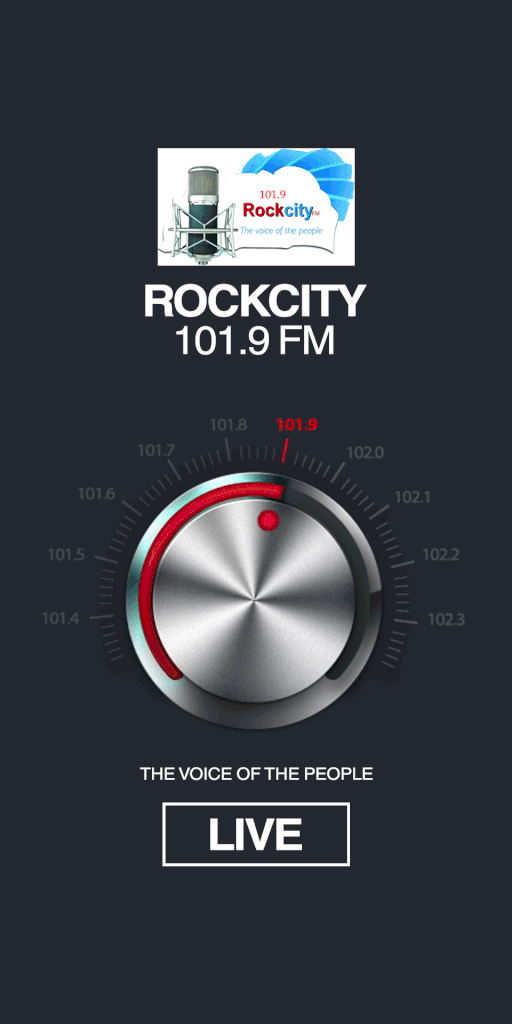 101.9
Rockcity FM
The voice of the people
ROCKCITY
101.9 FM
101.4
101.5
101.6
101.7
101.8
101.9
102.0
102.1
102.2
102.3
THE VOICE OF THE PEOPLE
LIVE